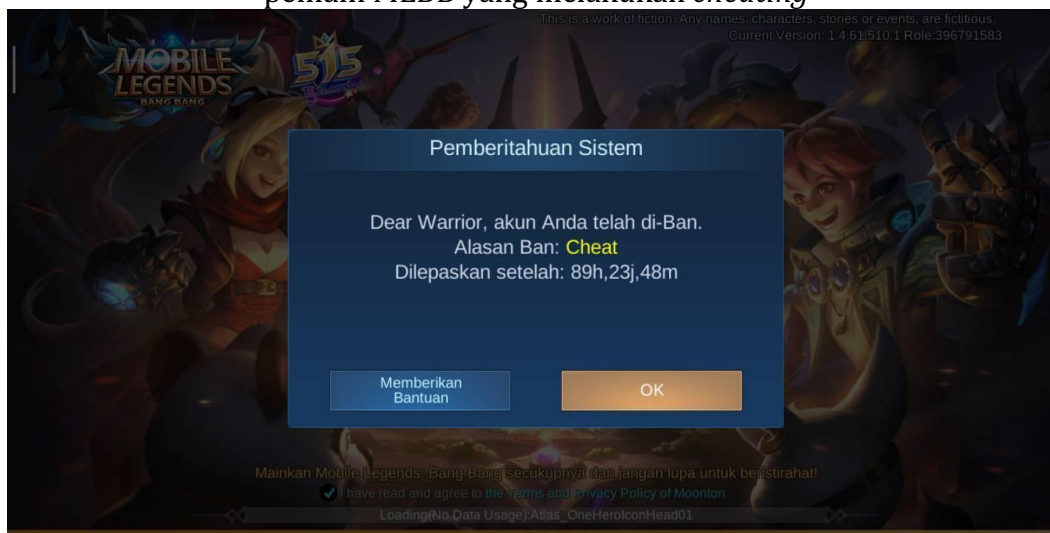 pemain MLBB yang melakukan cheating
This is a work of fiction. Any names, characters, stories or events, are fictitious.
Current Version: 1.4.61.510.1 Role:396791583
MOBILE
LEGENDS
BANG BANG
515
Pemberitahuan Sistem
Dear Warrior, akun Anda telah di-Ban.
Alasan Ban: Cheat
Dilepaskan setelah: 89h,23j,48m
Memberikan
Bantuan
OK
Mainkan Mobile Legends: Bang Bang secukupnya dan jangan lupa untuk beristirahat!
I have read and agree to the Terms and Privacy Policy of Moonton
Loading(No Data Usage):Atlas_OneHeroIconHead01